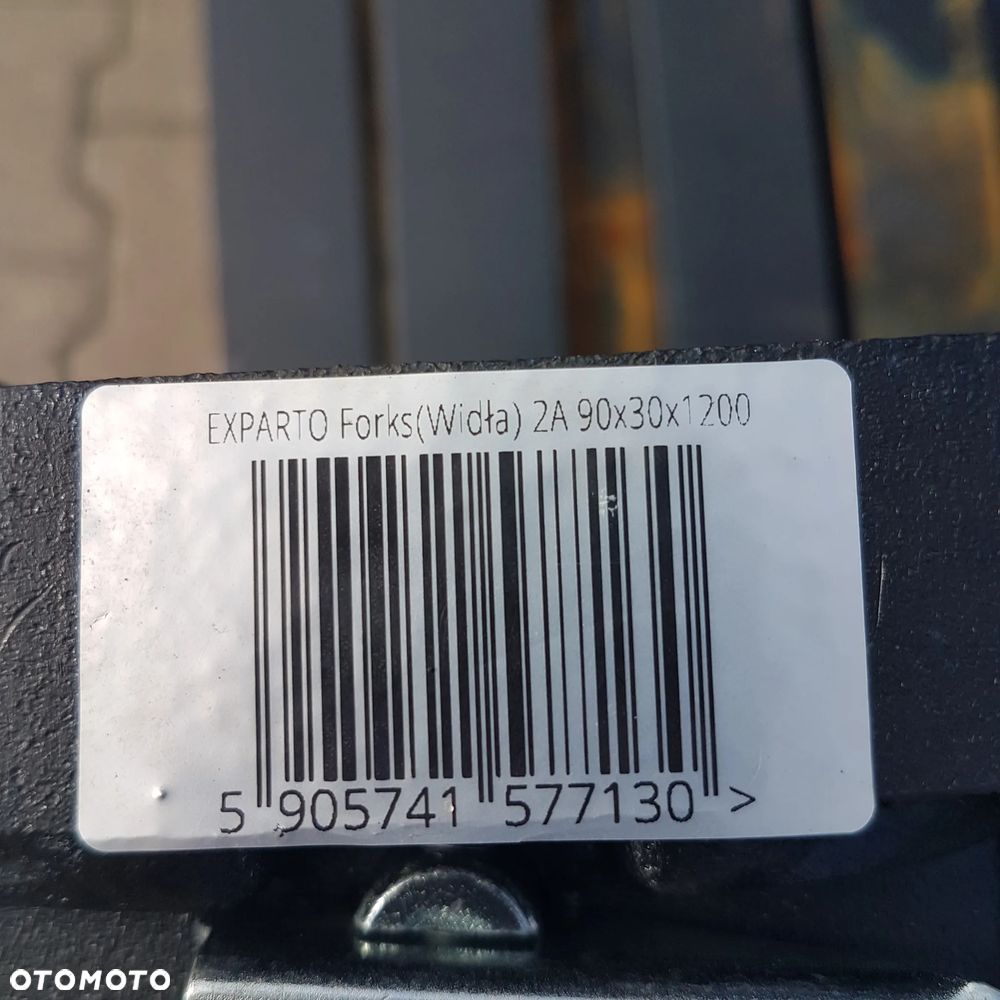 EXPARTO Forks(Widła) 2A 90x30x1200
5 905741 577130 >
OTOMOTO